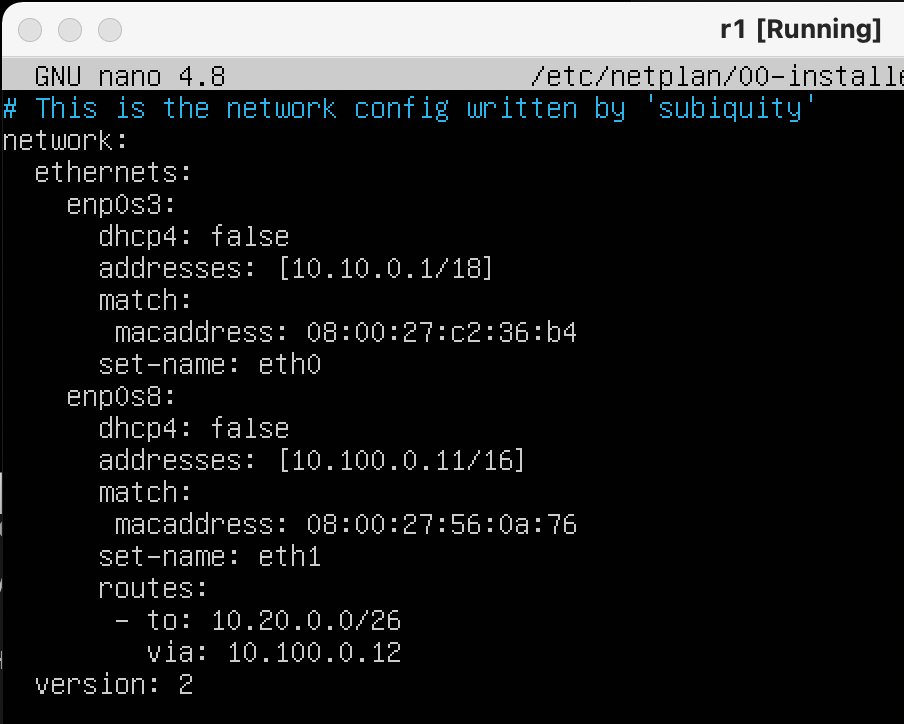 r1 [Running]
GNU nano 4.8 /etc/netplan/00-installe
# This is the network config written by 'subiquity'
network:
  ethernets:
    enp0s3:
      dhcp4: false
      addresses: [10.10.0.1/18]
      match:
       macaddress: 08:00:27:c2:36:b4
      set-name: eth0
    enp0s8:
      dhcp4: false
      addresses: [10.100.0.11/16]
      match:
       macaddress: 08:00:27:56:0a:76
      set-name: eth1
      routes:
       - to: 10.20.0.0/26
         via: 10.100.0.12
  version: 2